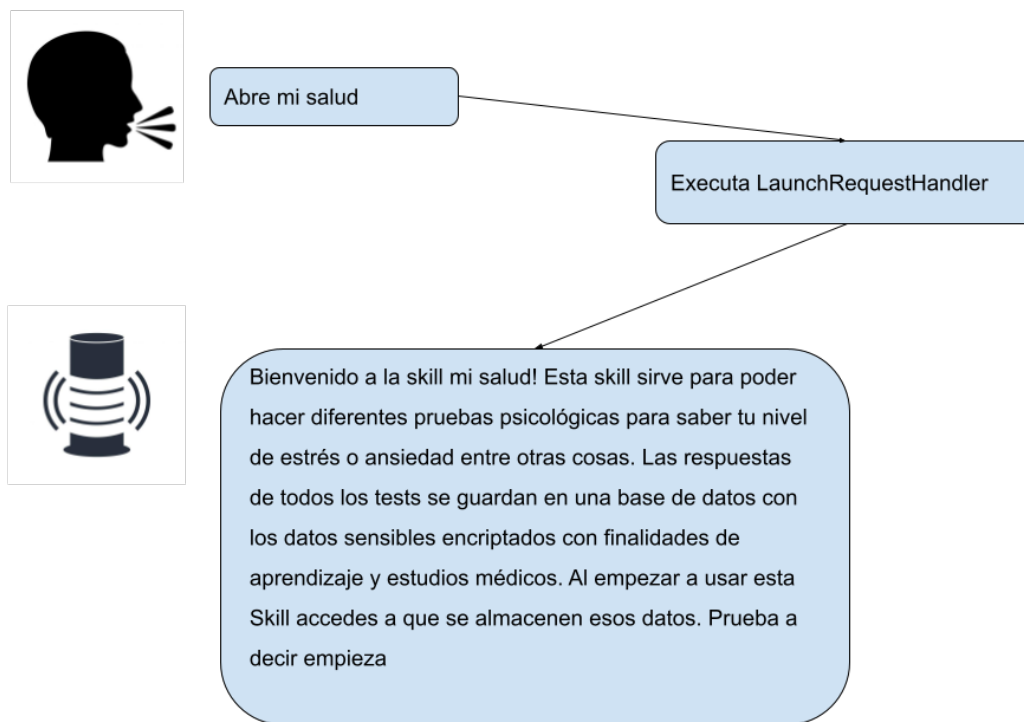 Abre mi salud
Executa LaunchRequestHandler
Bienvenido a la skill mi salud! Esta skill sirve para poder
hacer diferentes pruebas psicológicas para saber tu nivel
de estrés o ansiedad entre otras cosas. Las respuestas
de todos los tests se guardan en una base de datos con
los datos sensibles encriptados con finalidades de
aprendizaje y estudios médicos. Al empezar a usar esta
Skill accedes a que se almacenen esos datos. Prueba a
decir empieza